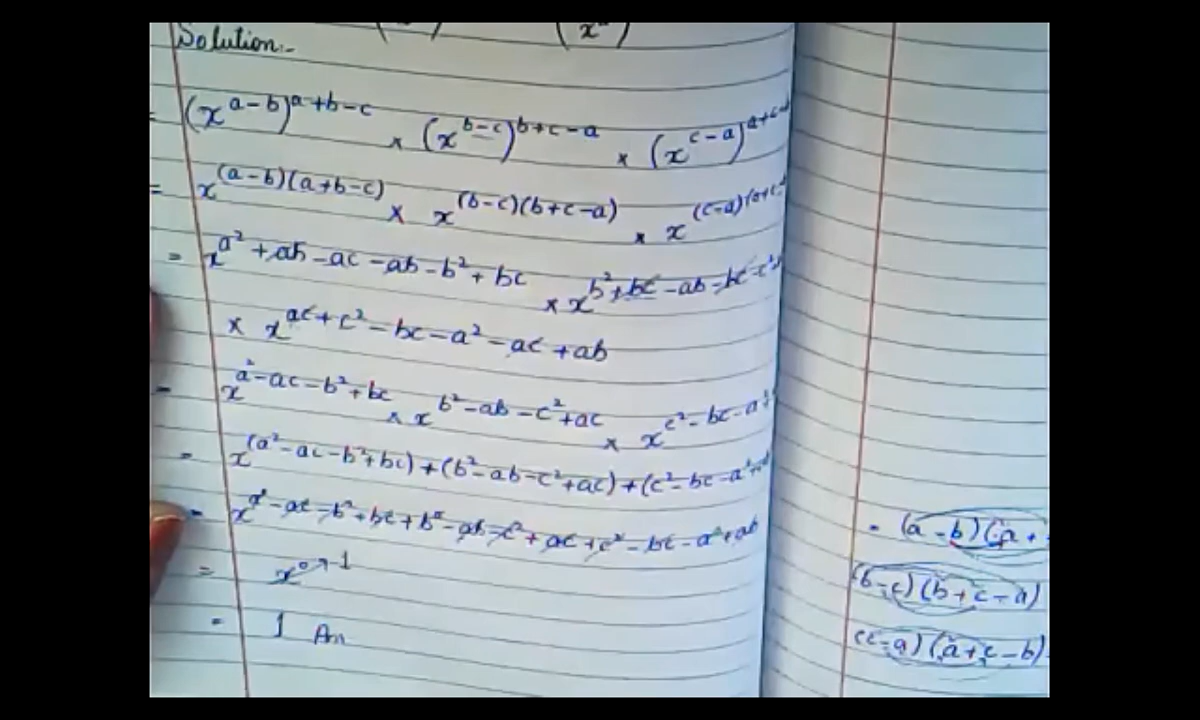 Solution:-
= (x^{a-b})^{a+b-c} × (x^{b-c})^{b+c-a} × (x^{c-a})^{a+c-b}
= x^{(a-b)(a+b-c)} × x^{(b-c)(b+c-a)} × x^{(c-a)(a+c-
= x^{a²+ab-ac-ab-b²+bc} × x^{b²+bc-ab-bc-c²+
× x^{ac+c²-bc-a²-ac+ab}
= x^{a²-ac-b²+bc} × x^{b²-ab-c²+ac} × x^{c²-bc-a²+
= x^{(a²-ac-b²+bc)+(b²-ab-c²+ac)+(c²-bc-a²+ab
= x^{a²-ac-b²+bc+b²-ab-c²+ac+c²-bc-a²+ab}
= x^{0} → 1
= 1 An
= (a-b)(a+
(b-c)(b+c-a)
(c-a)(a+c-b)